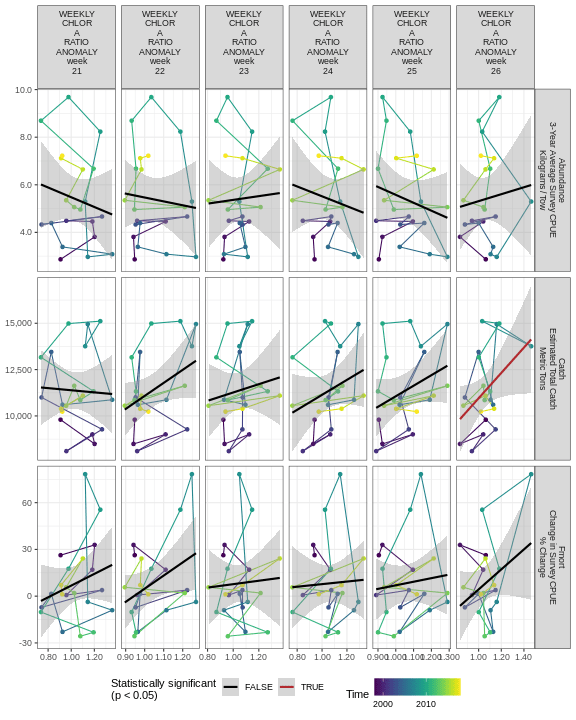 WEEKLY WEEKLY WEEKLY WEEKLY WEEKLY WEEKLY
CHLOR CHLOR CHLOR CHLOR CHLOR CHLOR
A A A A A A
RATIO RATIO RATIO RATIO RATIO RATIO
ANOMALY ANOMALY ANOMALY ANOMALY ANOMALY ANOMALY
week week week week week week
21 22 23 24 25 26
10.0
8.0
6.0
4.0
Abundance
3-Year Average Survey CPUE
Kilograms/Tow
15,000
12,500
10,000
Catch
Estimated Total Catch
Metric Tons
60
30
0
-30
Fmort
Change in Survey CPUE
% Change
0.80 1.00 1.20 0.90 1.00 1.10 1.20 0.80 1.00 1.20 0.80 1.00 1.20 0.90 1.00 1.10 1.20 1.30 1.00 1.20 1.40
Statistically significant
(p < 0.05)
FALSE TRUE
Time
2000 2010